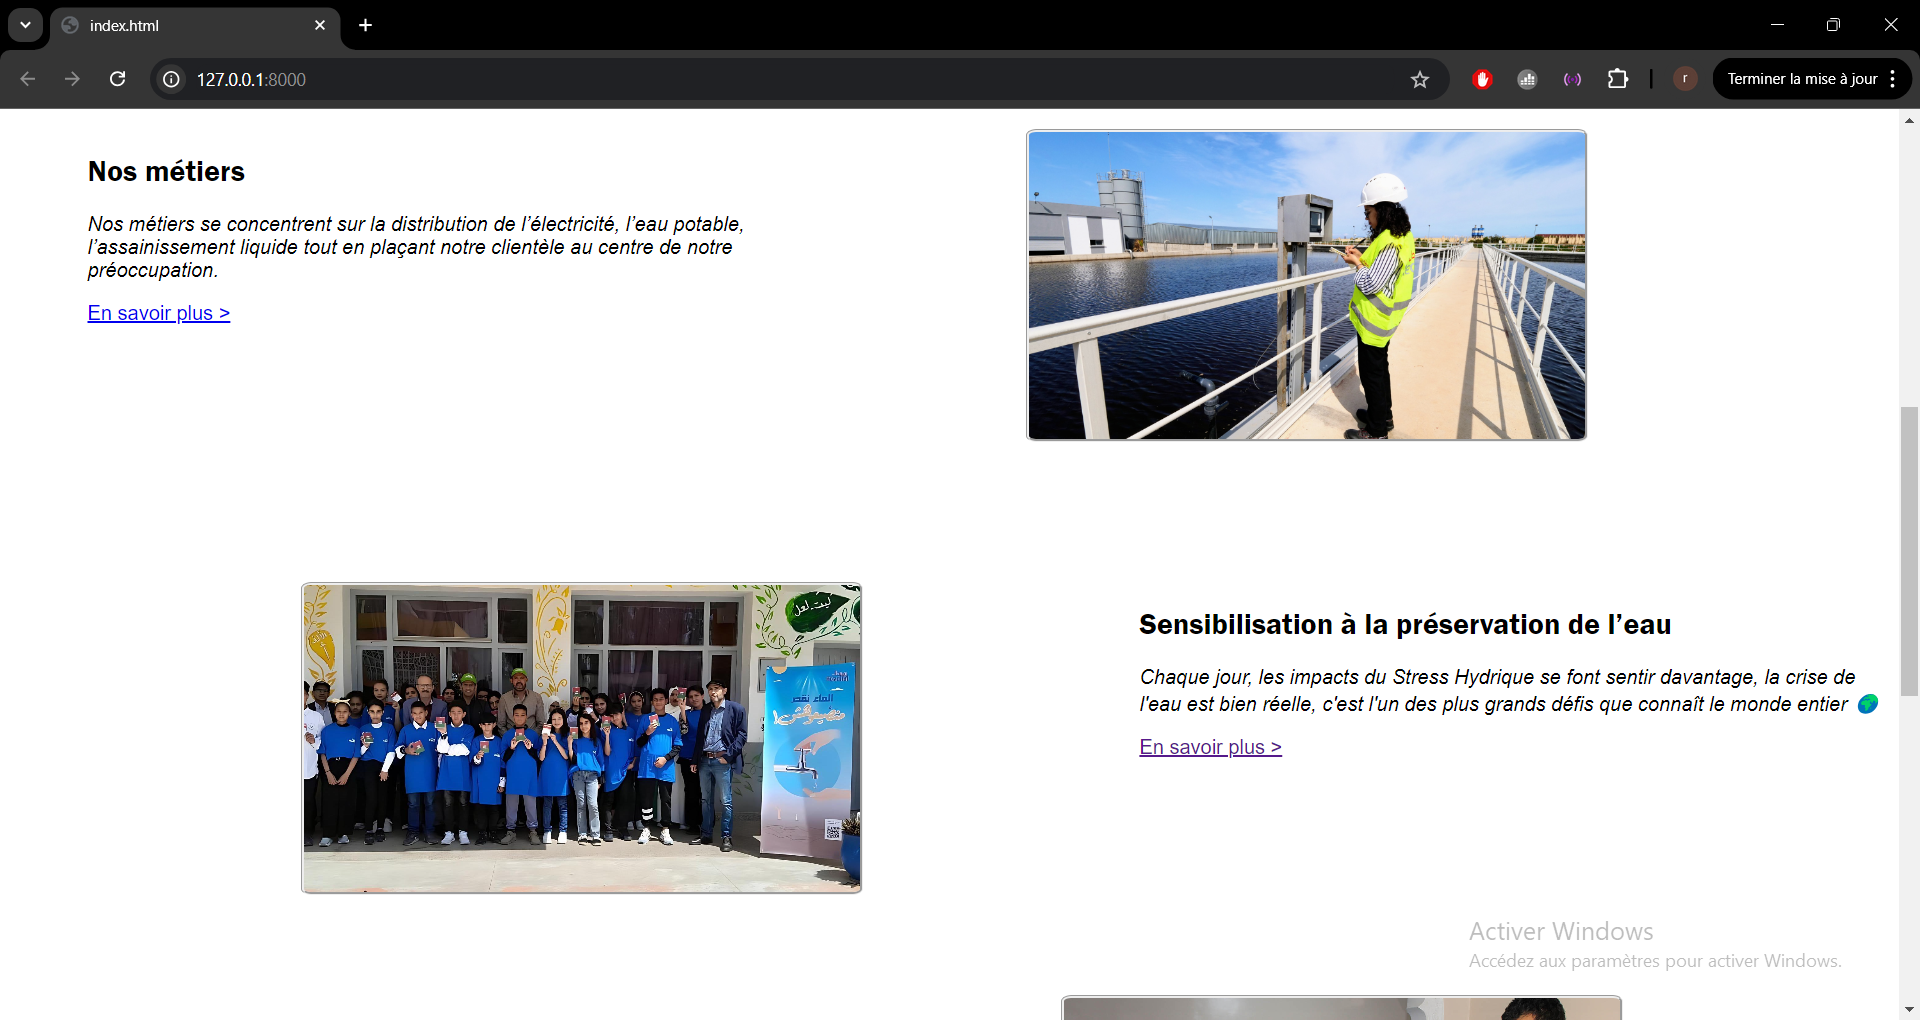 index.html
127.0.0.1:8000
r
Terminer la mise à jour
Nos métiers
Nos métiers se concentrent sur la distribution de l’électricité, l’eau potable,
l’assainissement liquide tout en plaçant notre clientèle au centre de notre
préoccupation.
En savoir plus >
ليت.لعل
الماء نقص
Sensibilisation à la préservation de l’eau
Chaque jour, les impacts du Stress Hydrique se font sentir davantage, la crise de
l'eau est bien réelle, c'est l'un des plus grands défis que connaît le monde entier 🌍
En savoir plus >
Activer Windows
Accédez aux paramètres pour activer Windows.